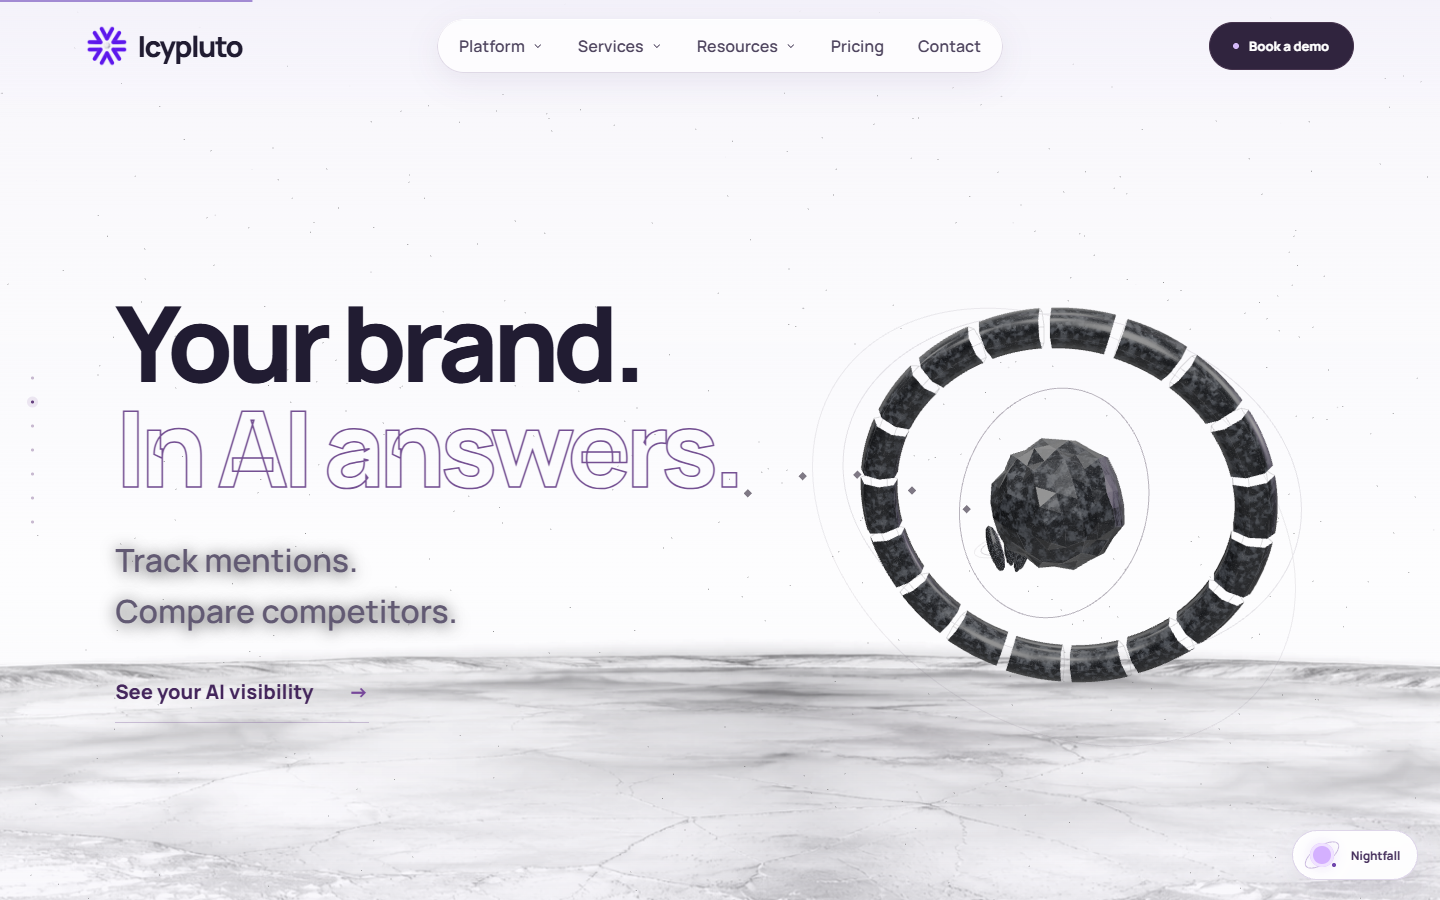 Icypluto
Platform
Services
Resources
Pricing
Contact
Book a demo
Your brand.
In AI answers.
Track mentions.
Compare competitors.
See your AI visibility →
Nightfall